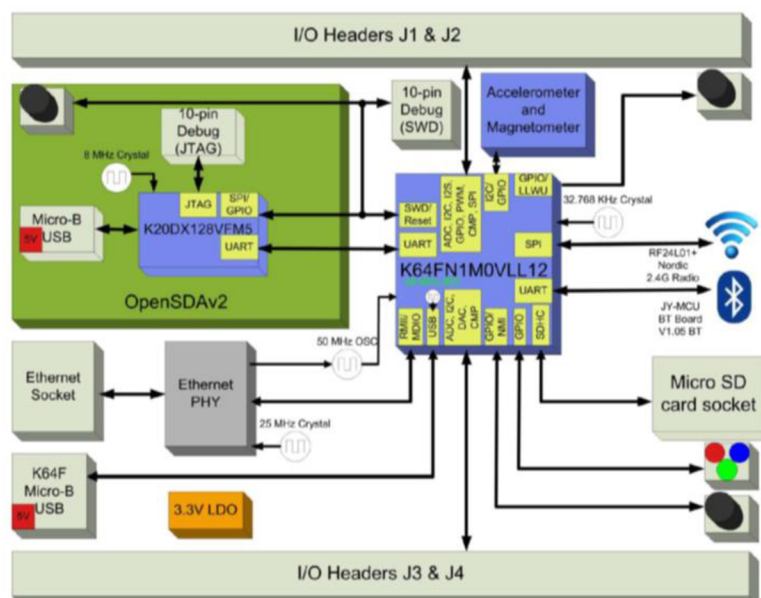 I/O Headers J1 & J2
10-pin
Debug
(JTAG)
10-pin
Debug
(SWD)
Accelerometer
and
Magnetometer
8 MHz Crystal
JTAG
SPI/
GPIO
Micro-B
USB
5V
K20DX128VFM5
UART
OpenSDAv2
SWD/
Reset
UART
ADC, I2C, I2S,
GPIO, PWM,
CMP, SPI
I2C/
GPIO
GPIO/
LLWU
32.768 KHz Crystal
SPI
K64FN1M0VLL12
UART
RF24L01+
Nordic
2.4G Radio
JY-MCU
BT Board
V1.05 BT
RMII/
MDIO
USB
ADC, I2C,
DAC,
CMP
GPIO/
NMI
GPIO
SDHC
50 MHz OSC
Ethernet
Socket
Ethernet
PHY
25 MHz Crystal
Micro SD
card socket
K64F
Micro-B
USB
5V
3.3V LDO
I/O Headers J3 & J4